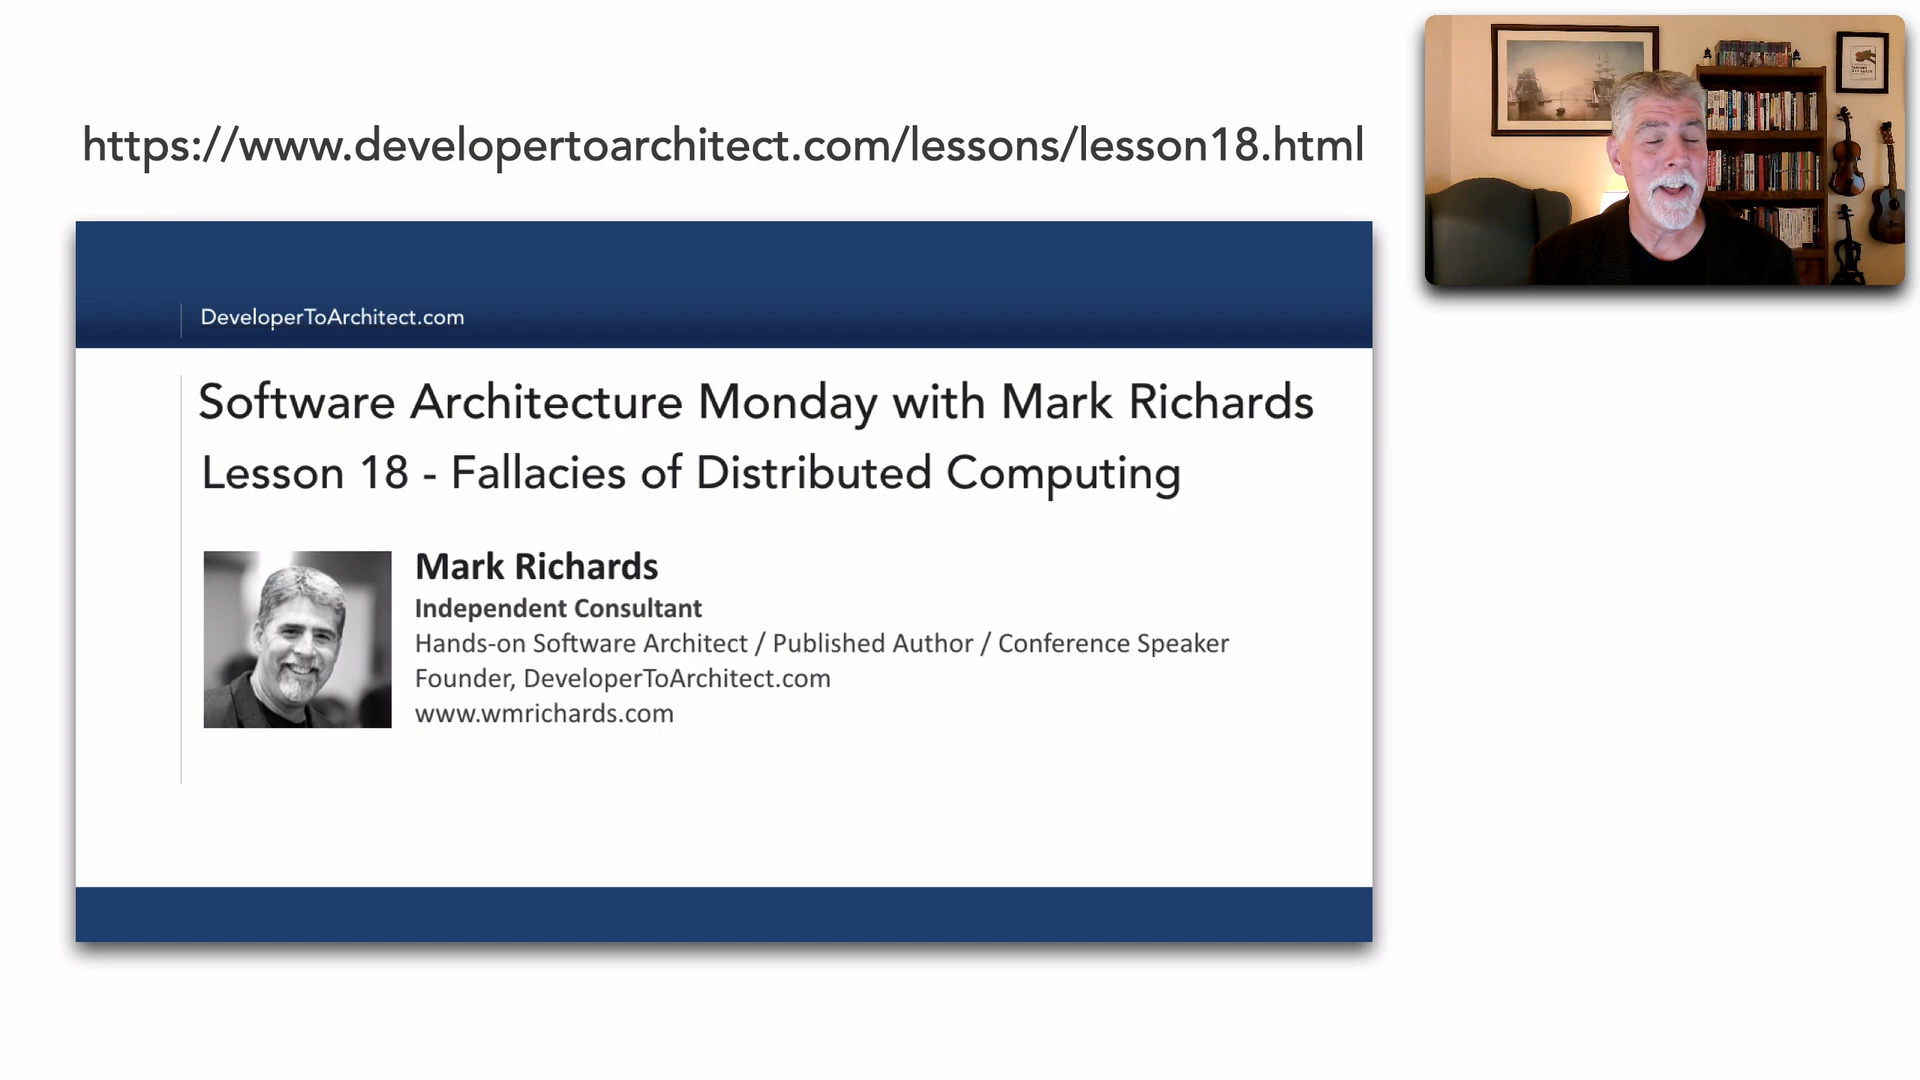 https://www.developertoarchitect.com/lessons/lesson18.html
DeveloperToArchitect.com
Software Architecture Monday with Mark Richards
Lesson 18 - Fallacies of Distributed Computing
Mark Richards
Independent Consultant
Hands-on Software Architect / Published Author / Conference Speaker
Founder, DeveloperToArchitect.com
www.wmrichards.com